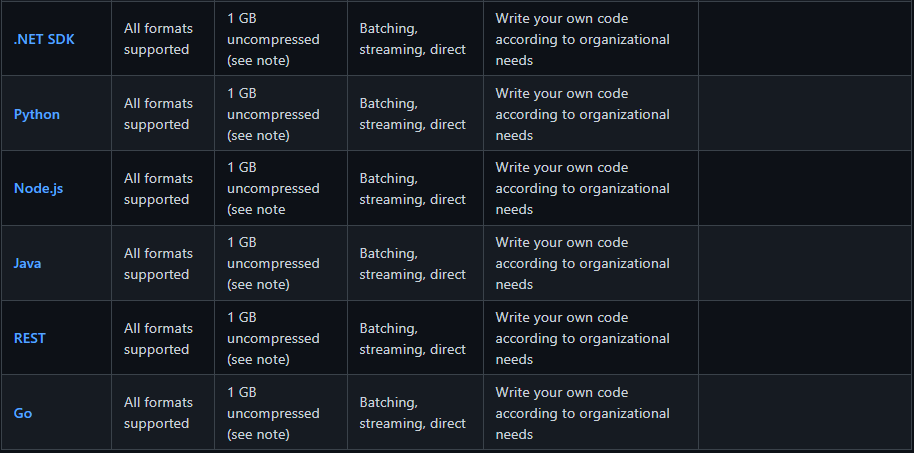 .NET SDK
All formats
supported
1 GB
uncompressed
(see note)
Batching,
streaming, direct
Write your own code
according to organizational
needs
Python
All formats
supported
1 GB
uncompressed
(see note)
Batching,
streaming, direct
Write your own code
according to organizational
needs
Node.js
All formats
supported
1 GB
uncompressed
(see note
Batching,
streaming, direct
Write your own code
according to organizational
needs
Java
All formats
supported
1 GB
uncompressed
(see note)
Batching,
streaming, direct
Write your own code
according to organizational
needs
REST
All formats
supported
1 GB
uncompressed
(see note)
Batching,
streaming, direct
Write your own code
according to organizational
needs
Go
All formats
supported
1 GB
uncompressed
(see note)
Batching,
streaming, direct
Write your own code
according to organizational
needs